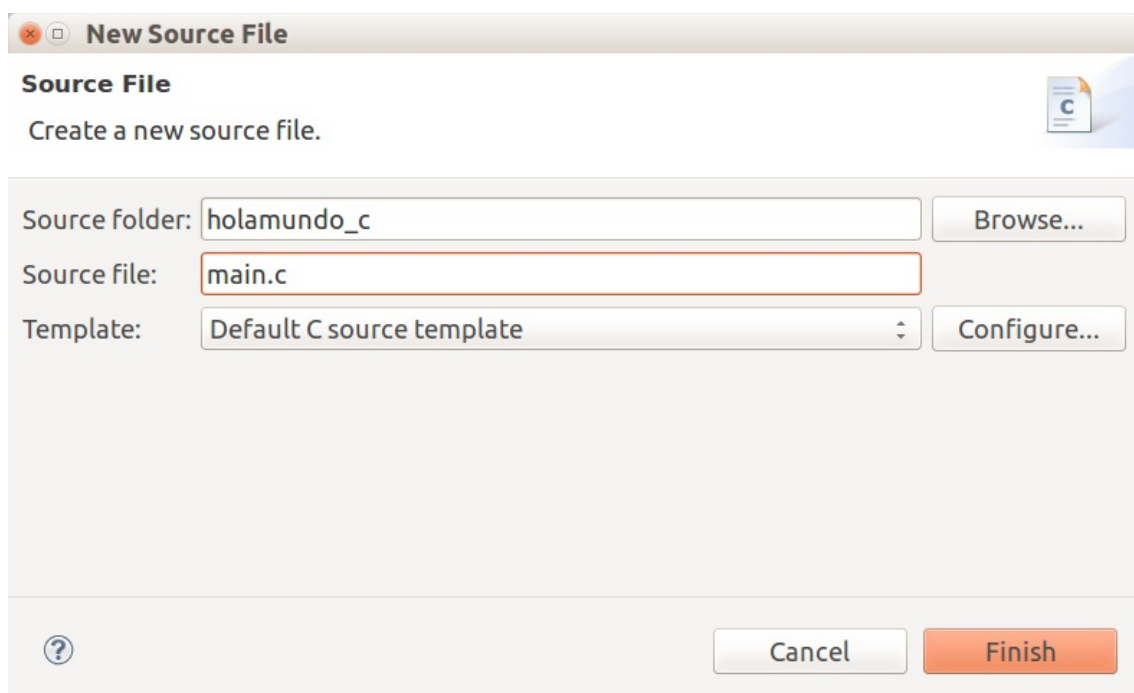 New Source File
Source File
Create a new source file.
C
Source folder: holamundo_c Browse...
Source file: main.c
Template: Default C source template Configure...
? Cancel Finish